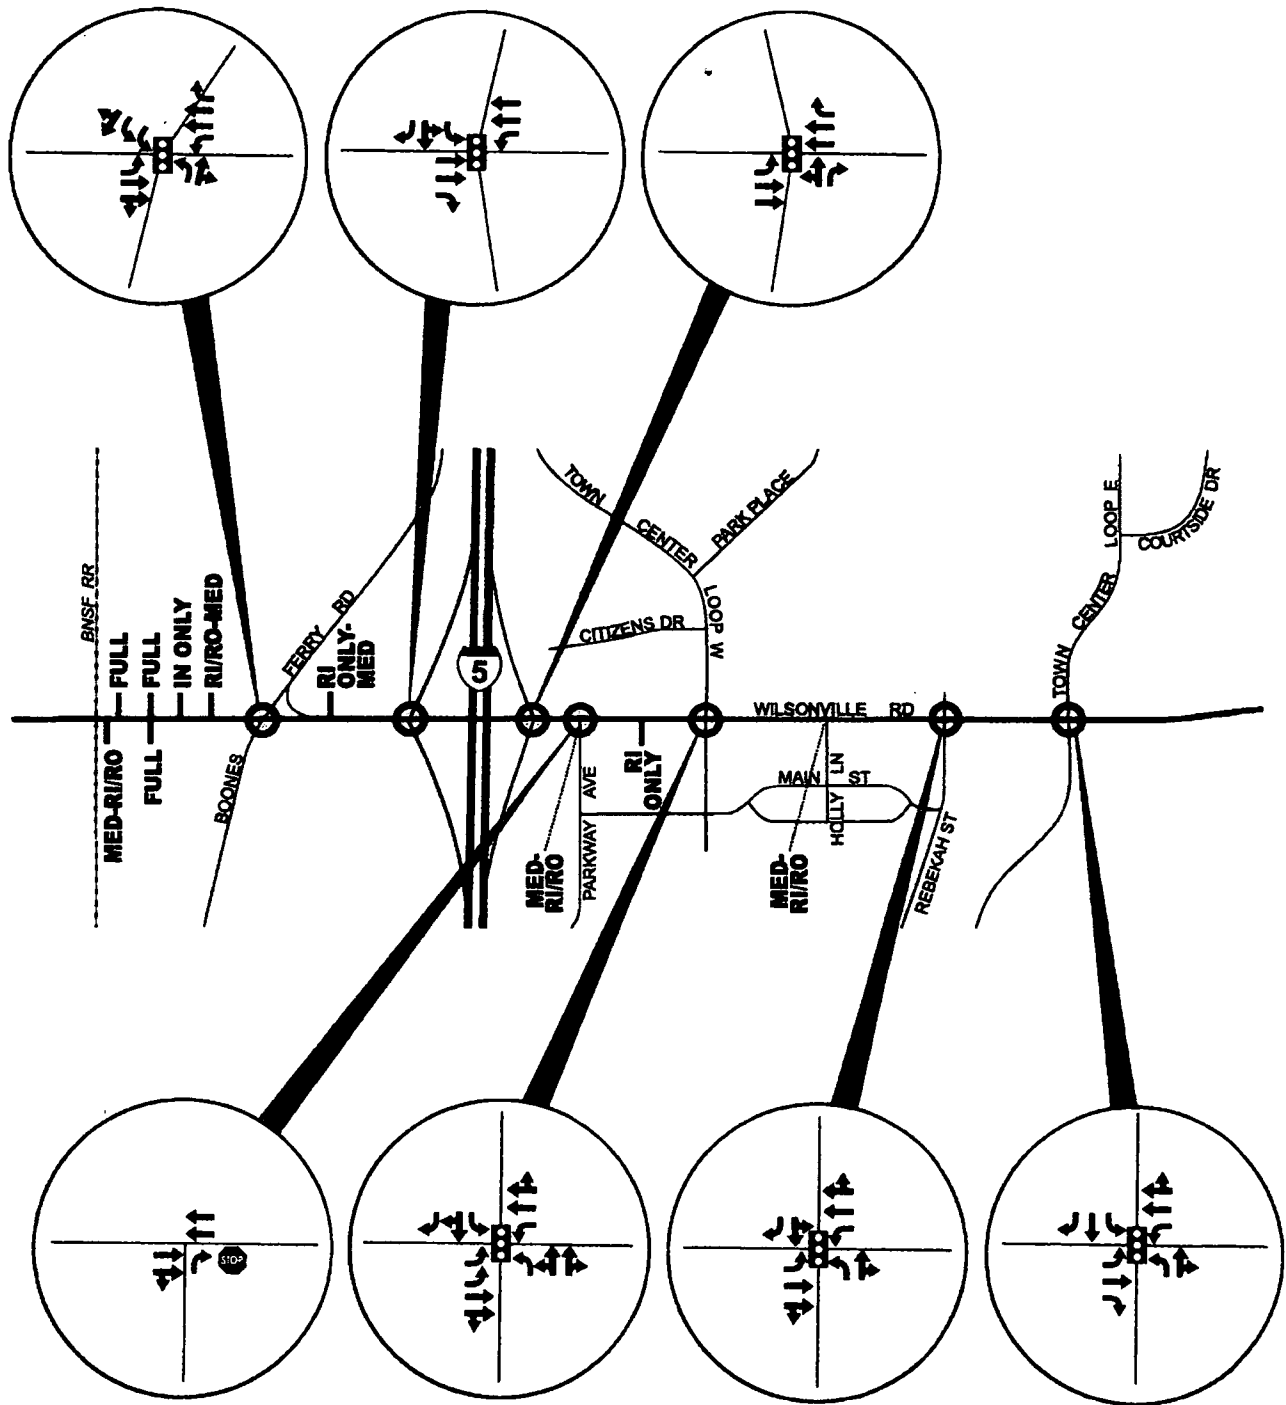 BNSF RR
FULL
FULL
IN ONLY
RI/RO-MED
MED-RI/RO
FULL
BOONES
FERRY RD
RI
ONLY-
MED
5
TOWN
CENTER
LOOP W
PARK PLACE
CITIZENS DR
WILSONVILLE RD
MED-
RI/RO
PARKWAY AVE
RI
ONLY
MAIN ST
HOLLY LN
MED-
RI/RO
REBEKAH ST
TOWN
CENTER
LOOP E
COURTSIDE DR
STOP